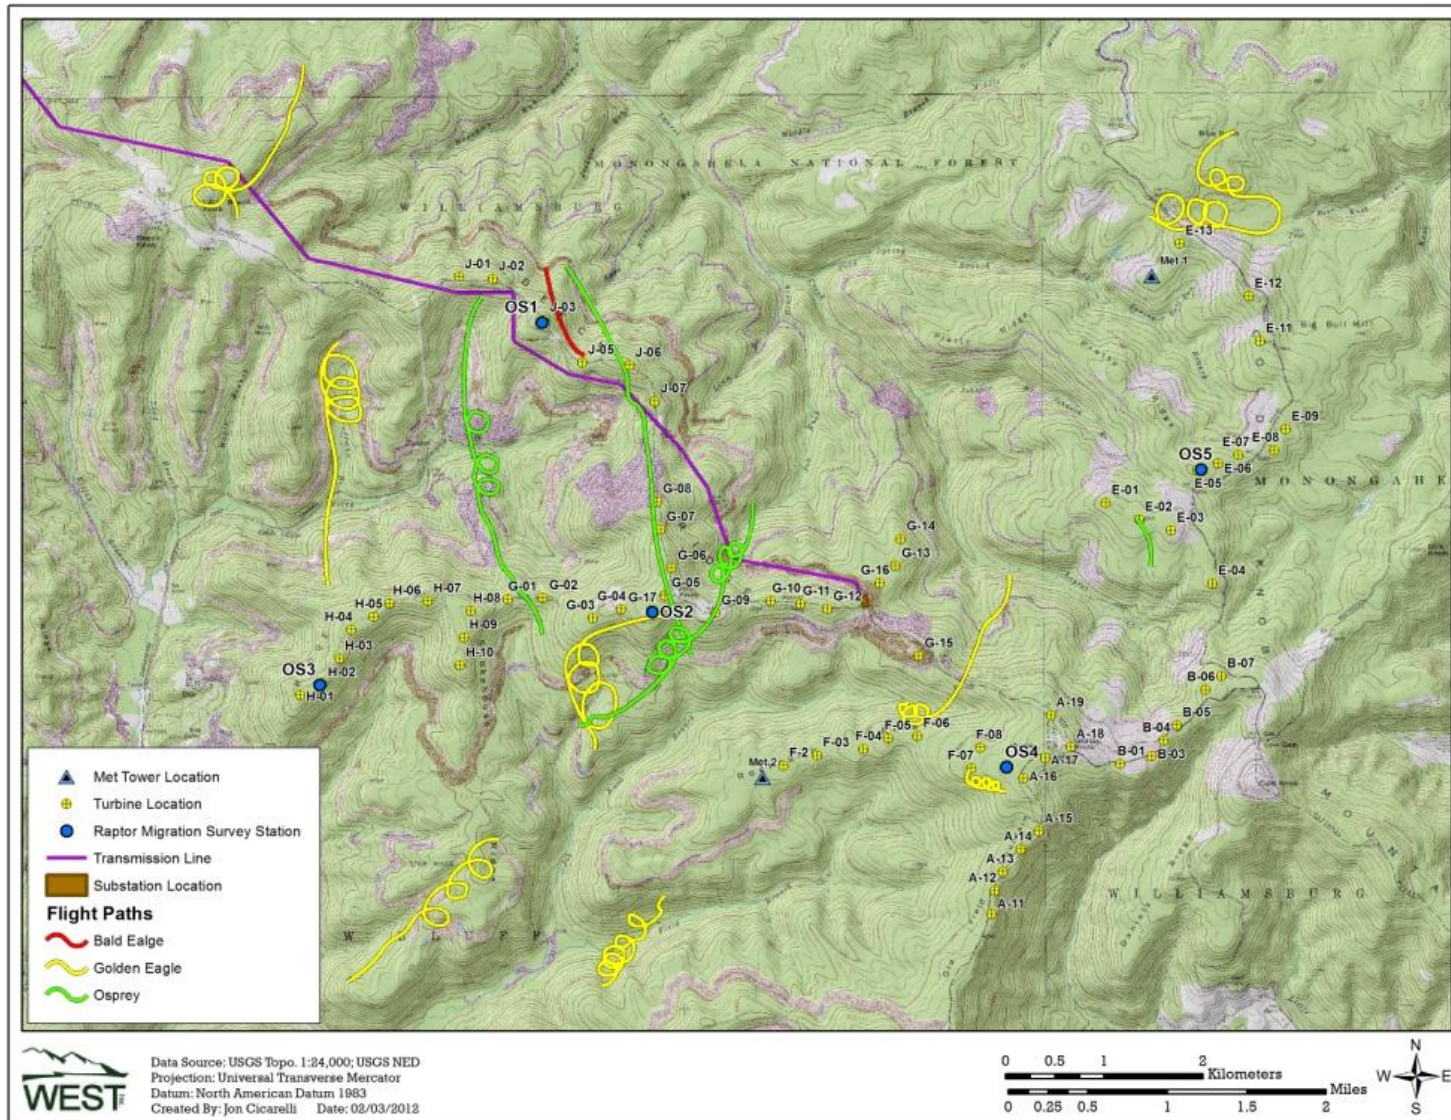 MONONGAHELA NATIONAL FOREST
WILLIAMSBURG
E-13
Met 1
J-01
J-02
E-12
OS1
J-03
E-11
Big Bull Hill
J-05
J-06
J-07
E-09
E-08
E-07
OS5
E-06
E-05
MONONGAHE
G-08
E-01
E-02
G-07
E-03
G-14
G-06
G-13
G-16
E-04
G-05
H-06
H-07
G-01
G-02
G-10
G-11
G-12
H-05
H-08
G-04
G-17
G-03
OS2
G-09
H-04
H-09
H-03
H-10
G-15
OS3
H-02
H-01
B-07
B-06
A-19
B-05
F-05
F-06
B-04
F-04
A-18
F-08
F-03
OS4
B-01
B-03
F-2
F-07
A-17
Met 2
A-16
A-15
A-14
A-13
A-12
A-11
WILLIAMSBURG
Met Tower Location
Turbine Location
Raptor Migration Survey Station
Transmission Line
Substation Location
Flight Paths
Bald Ealge
Golden Eagle
Osprey
WEST INC
Data Source: USGS Topo. 1:24,000; USGS NED
Projection: Universal Transverse Mercator
Datum: North American Datum 1983
Created By: Jon Cicarelli Date: 02/03/2012
0 0.5 1 2
Kilometers
Miles
0 0.25 0.5 1 1.5 2
N
W E
S